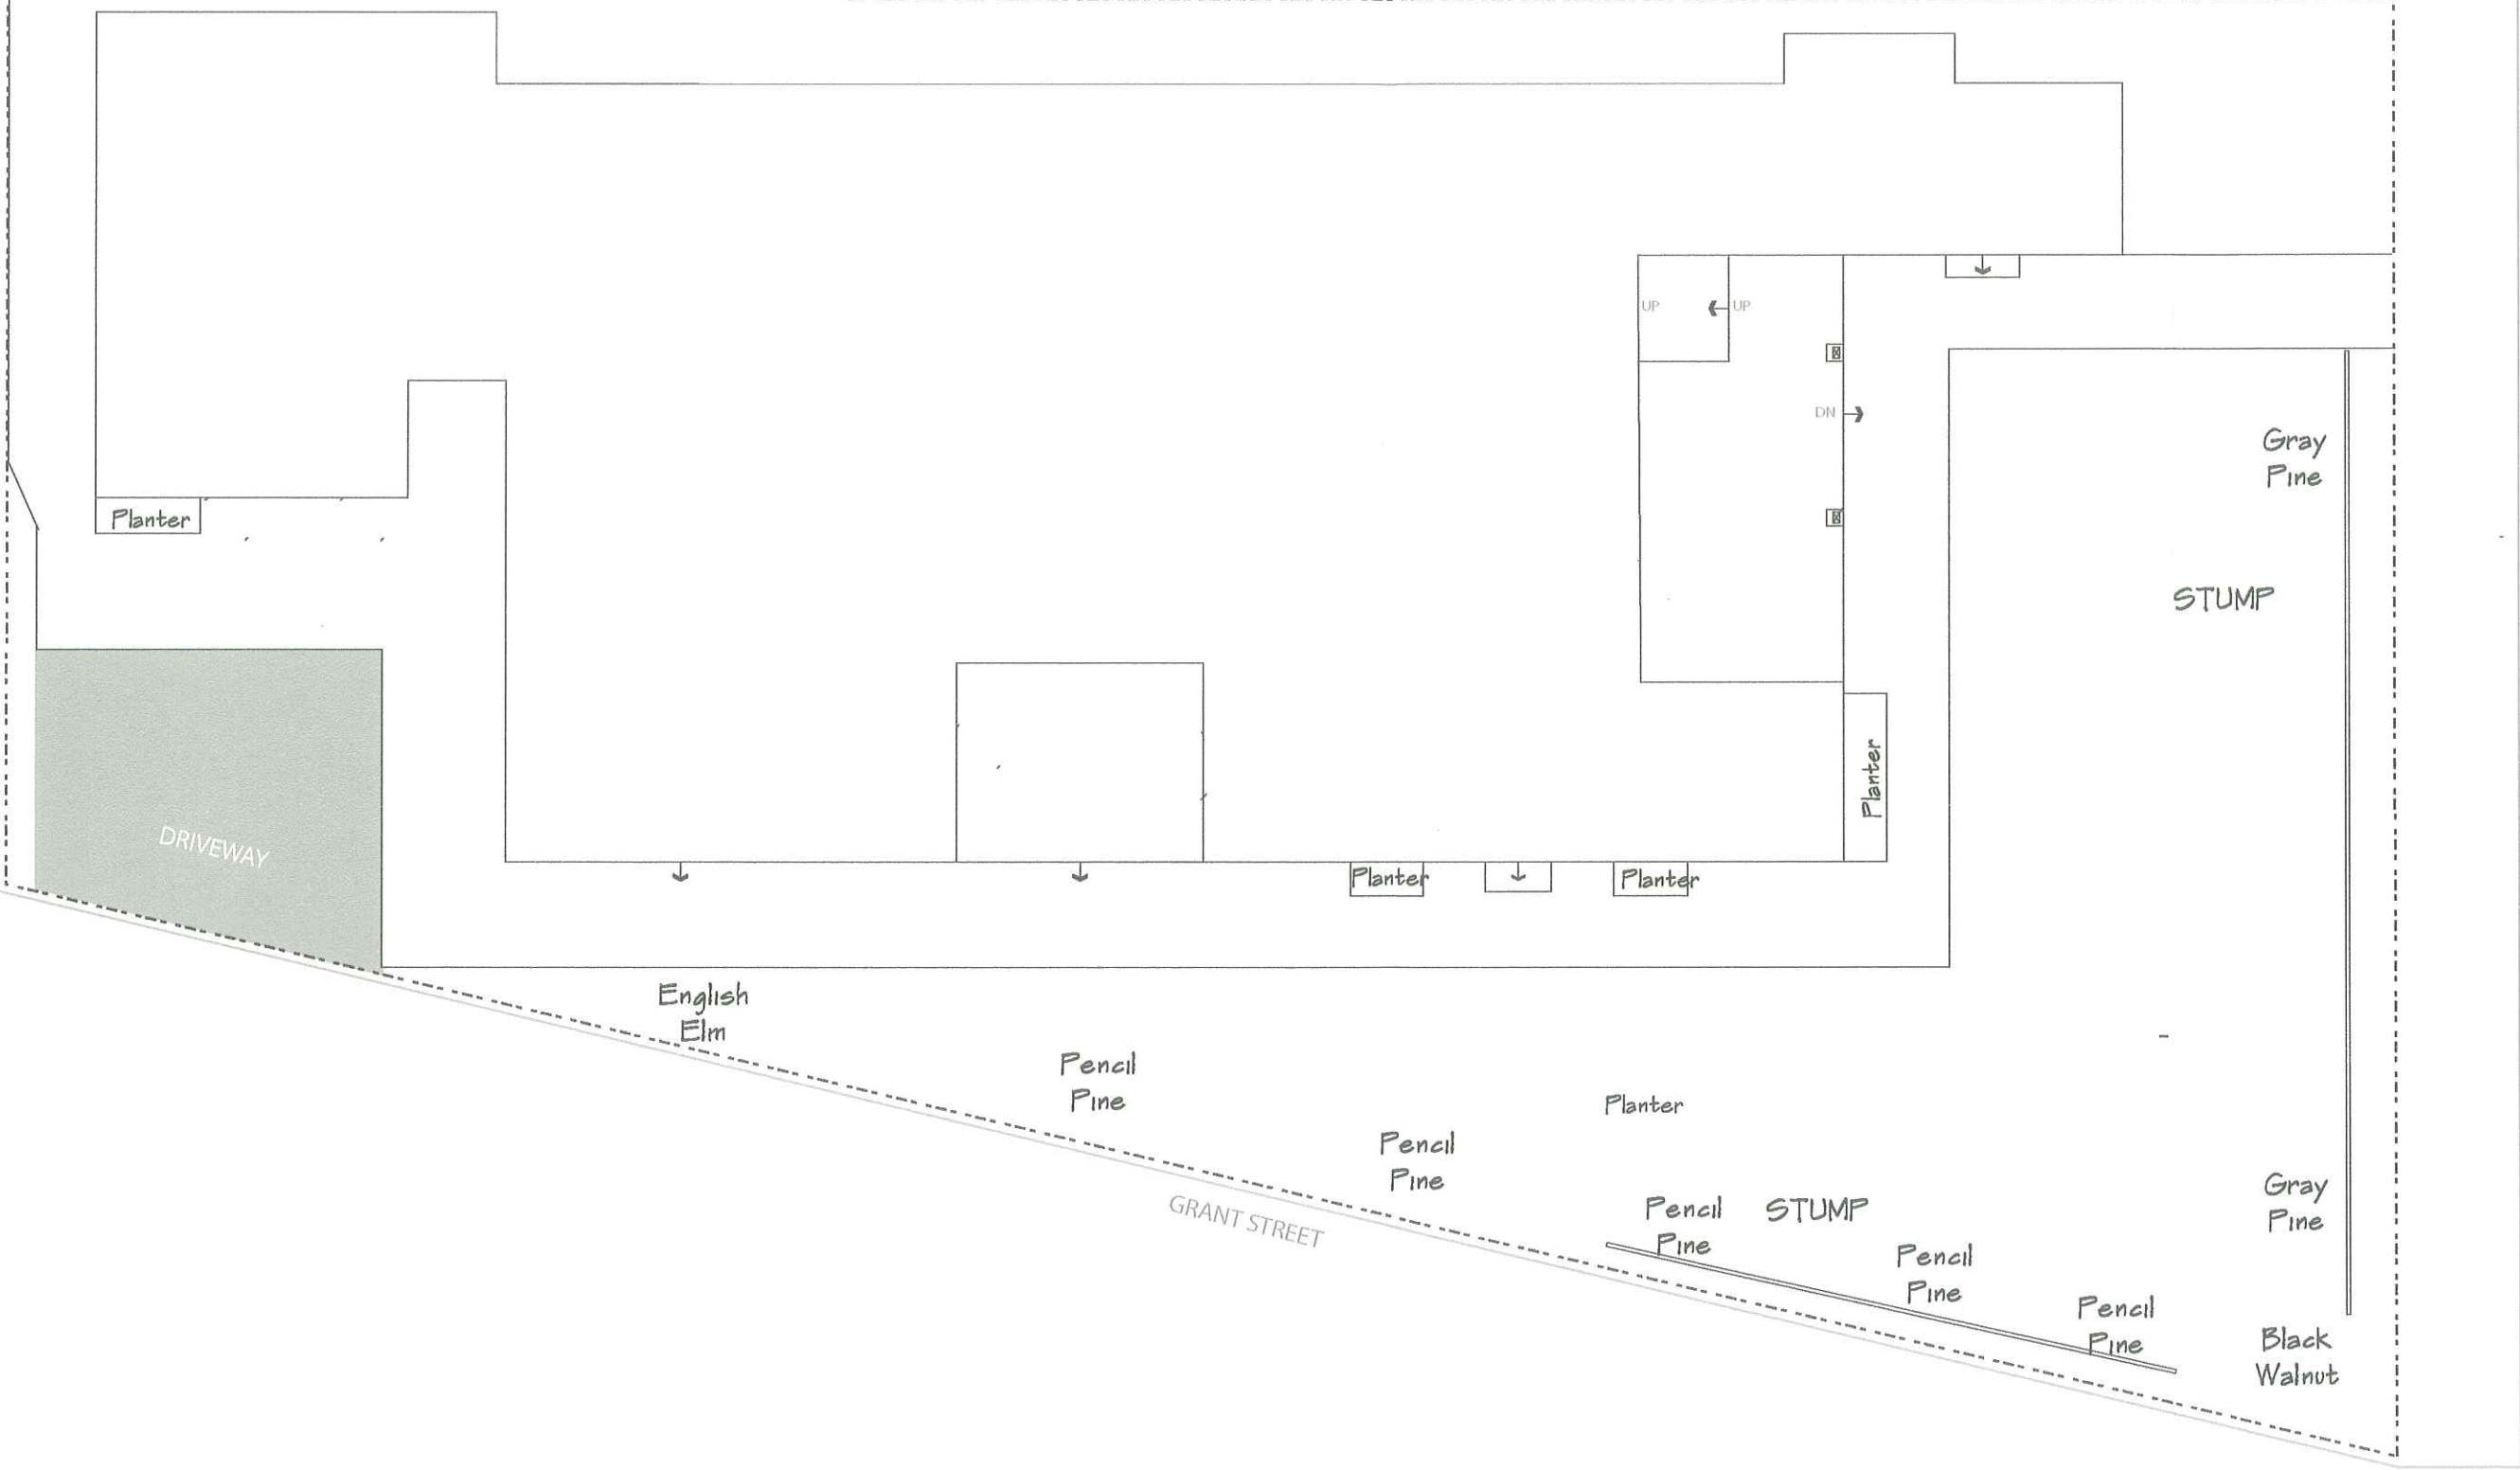 UP
UP
DN
Gray
Pine
Planter
STUMP
Planter
DRIVEWAY
Planter
Planter
English
Elm
Pencil
Pine
Planter
Pencil
Pine
GRANT STREET
Pencil
Pine
STUMP
Gray
Pine
Pencil
Pine
Pencil
Pine
Black
Walnut